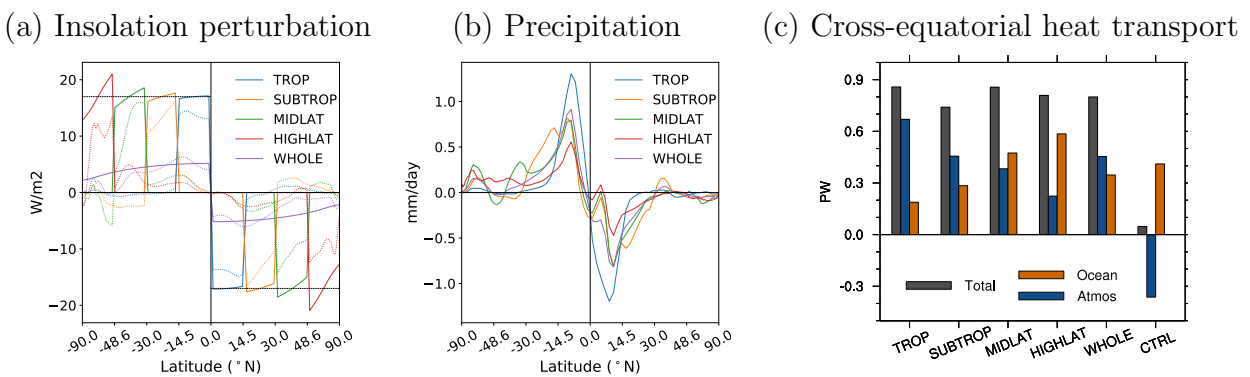 (a) Insolation perturbation
W/m2
20
10
0
−10
−20
TROP
SUBTROP
MIDLAT
HIGHLAT
WHOLE
-90.0 -48.6 -30.0 -14.5 0.0 14.5 30.0 48.6 90.0
Latitude (°N)
(b) Precipitation
mm/day
1.0
0.5
0.0
−0.5
−1.0
TROP
SUBTROP
MIDLAT
HIGHLAT
WHOLE
-90.0 -48.6 -30.0 -14.5 0.0 14.5 30.0 48.6 90.0
Latitude (°N)
(c) Cross-equatorial heat transport
PW
0.9
0.6
0.3
0.0
-0.3
Total
Ocean
Atmos
TROP SUBTROP MIDLAT HIGHLAT WHOLE CTRL